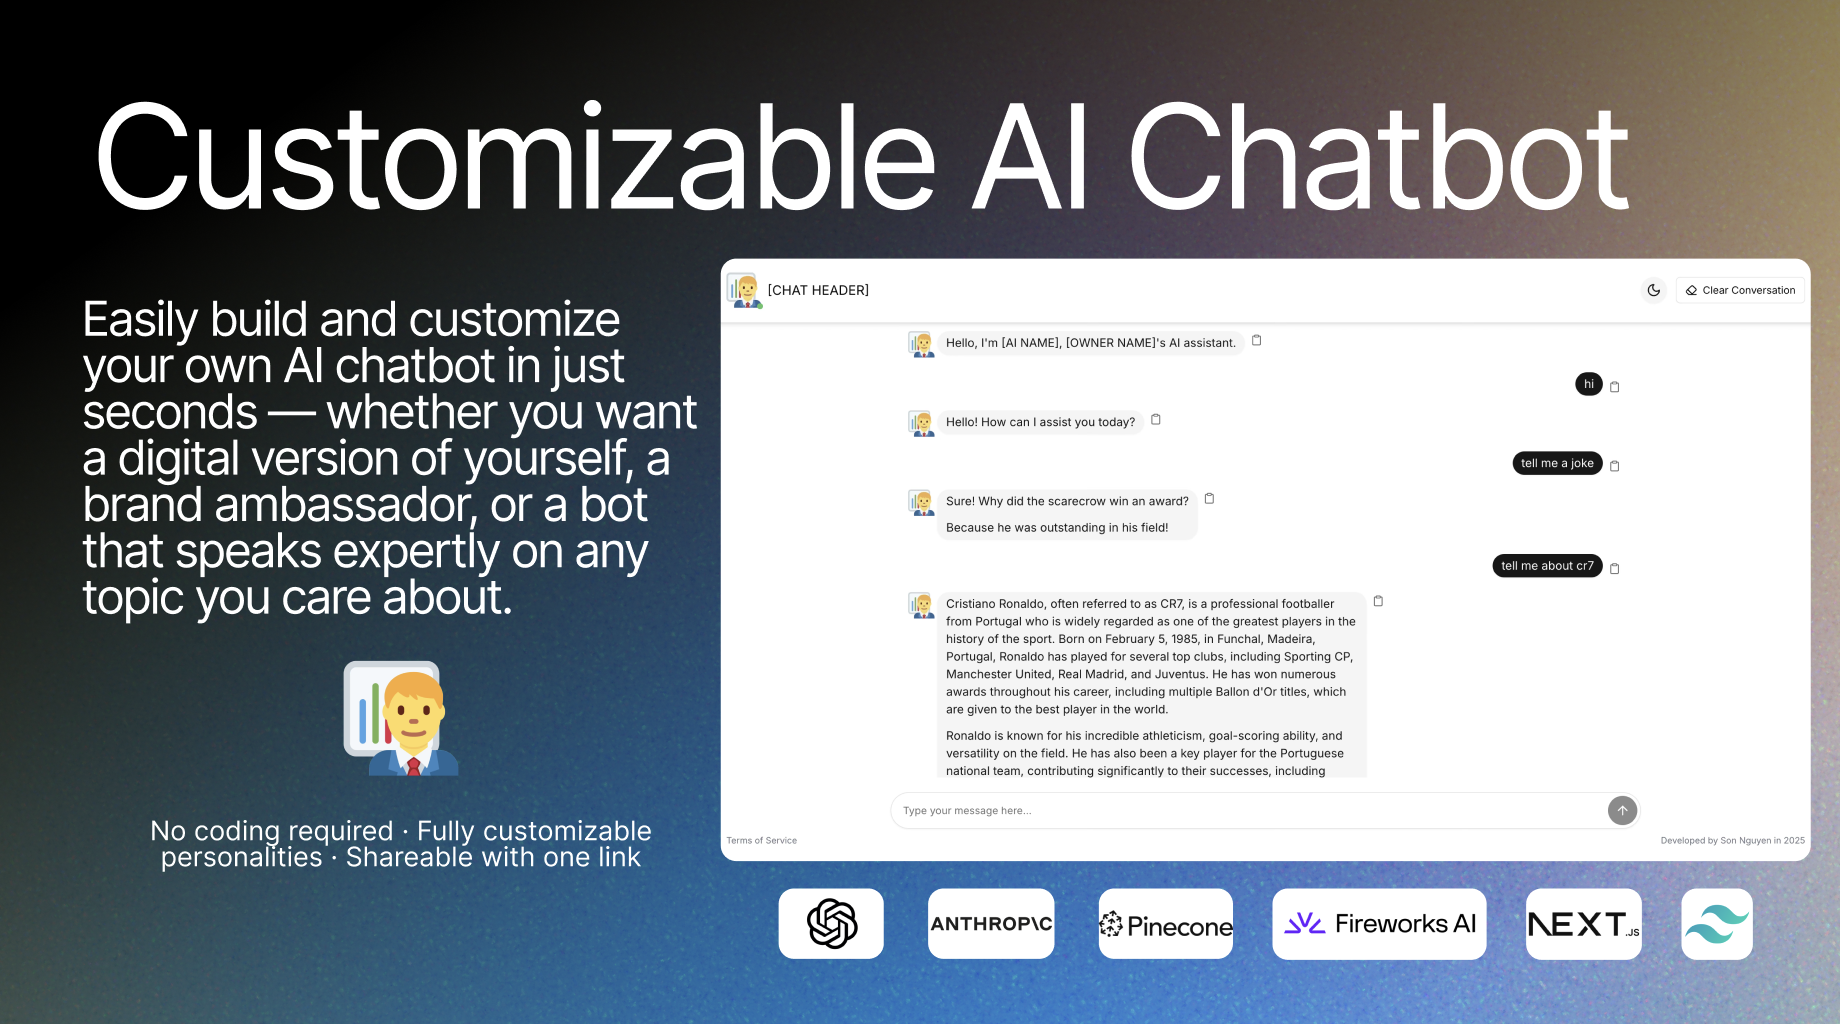 Customizable AI Chatbot
Easily build and customize
your own AI chatbot in just
seconds — whether you want
a digital version of yourself, a
brand ambassador, or a bot
that speaks expertly on any
topic you care about.
No coding required · Fully customizable
personalities · Shareable with one link
[CHAT HEADER]
Clear Conversation
Hello, I'm [AI NAME], [OWNER NAME]'s AI assistant.
hi
Hello! How can I assist you today?
tell me a joke
Sure! Why did the scarecrow win an award?
Because he was outstanding in his field!
tell me about cr7
Cristiano Ronaldo, often referred to as CR7, is a professional footballer
from Portugal who is widely regarded as one of the greatest players in the
history of the sport. Born on February 5, 1985, in Funchal, Madeira,
Portugal, Ronaldo has played for several top clubs, including Sporting CP,
Manchester United, Real Madrid, and Juventus. He has won numerous
awards throughout his career, including multiple Ballon d'Or titles, which
are given to the best player in the world.
Ronaldo is known for his incredible athleticism, goal-scoring ability, and
versatility on the field. He has also been a key player for the Portuguese
national team, contributing significantly to their successes, including
Type your message here...
Terms of Service
Developed by Son Nguyen in 2025
ANTHROP\C
Pinecone
Fireworks AI
NEXT.JS